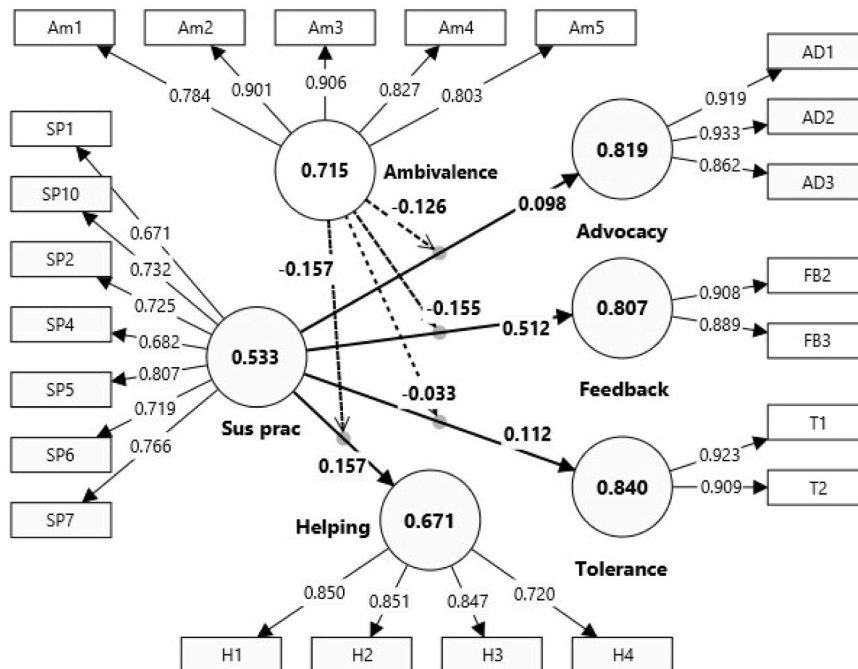 Am1 Am2 Am3 Am4 Am5
0.784 0.901 0.906 0.827 0.803
AD1
0.919
AD2
0.933
0.862
AD3
SP1
SP10
SP2
SP4
SP5
SP6
SP7
0.671
0.732
0.725
0.682
0.807
0.719
0.766
0.715
Ambivalence
0.819
Advocacy
-0.126
0.098
-0.157
-0.155
0.512
0.807
Feedback
0.908
FB2
0.889
FB3
0.533
Sus prac
-0.033
0.112
0.157
0.840
Tolerance
0.923
T1
0.909
T2
Helping
0.671
0.850 0.851 0.847 0.720
H1 H2 H3 H4